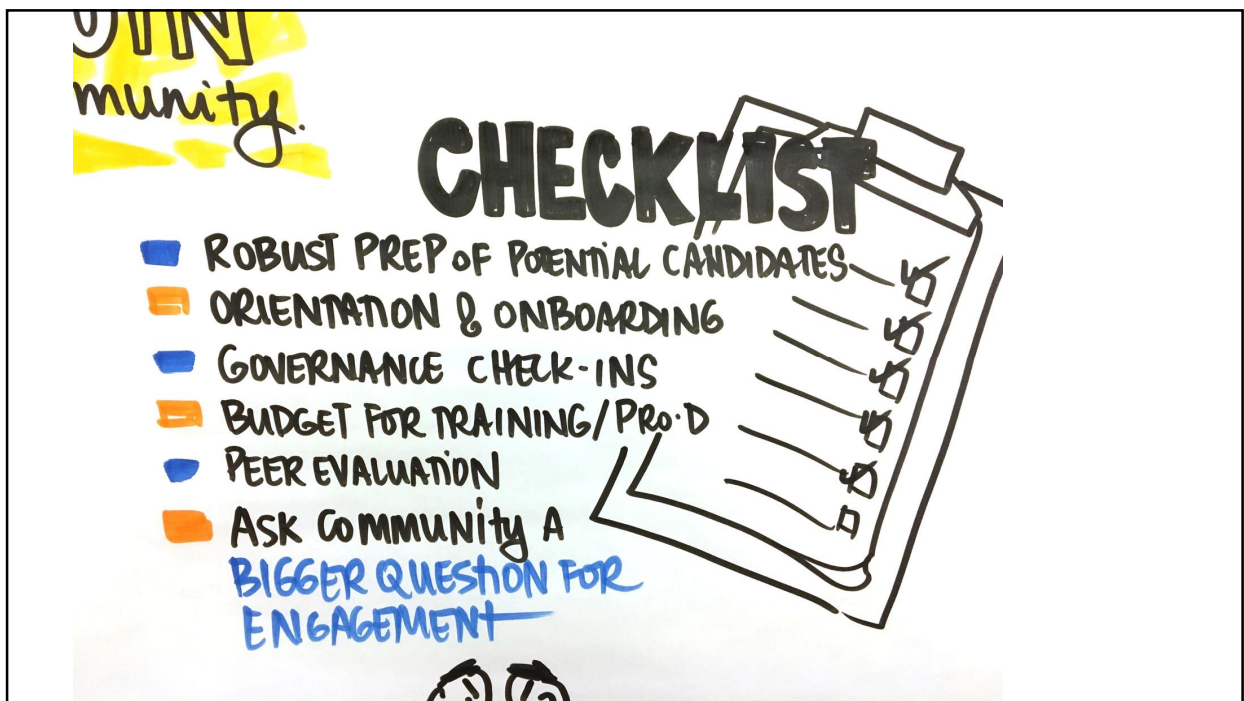 OIN
munity.
CHECKLIST
ROBUST PREP OF POTENTIAL CANDIDATES
ORIENTATION & ONBOARDING
GOVERNANCE CHECK-INS
BUDGET FOR TRAINING/PRO.D
PEER EVALUATION
ASK COMMUNITY A
BIGGER QUESTION FOR
ENGAGEMENT